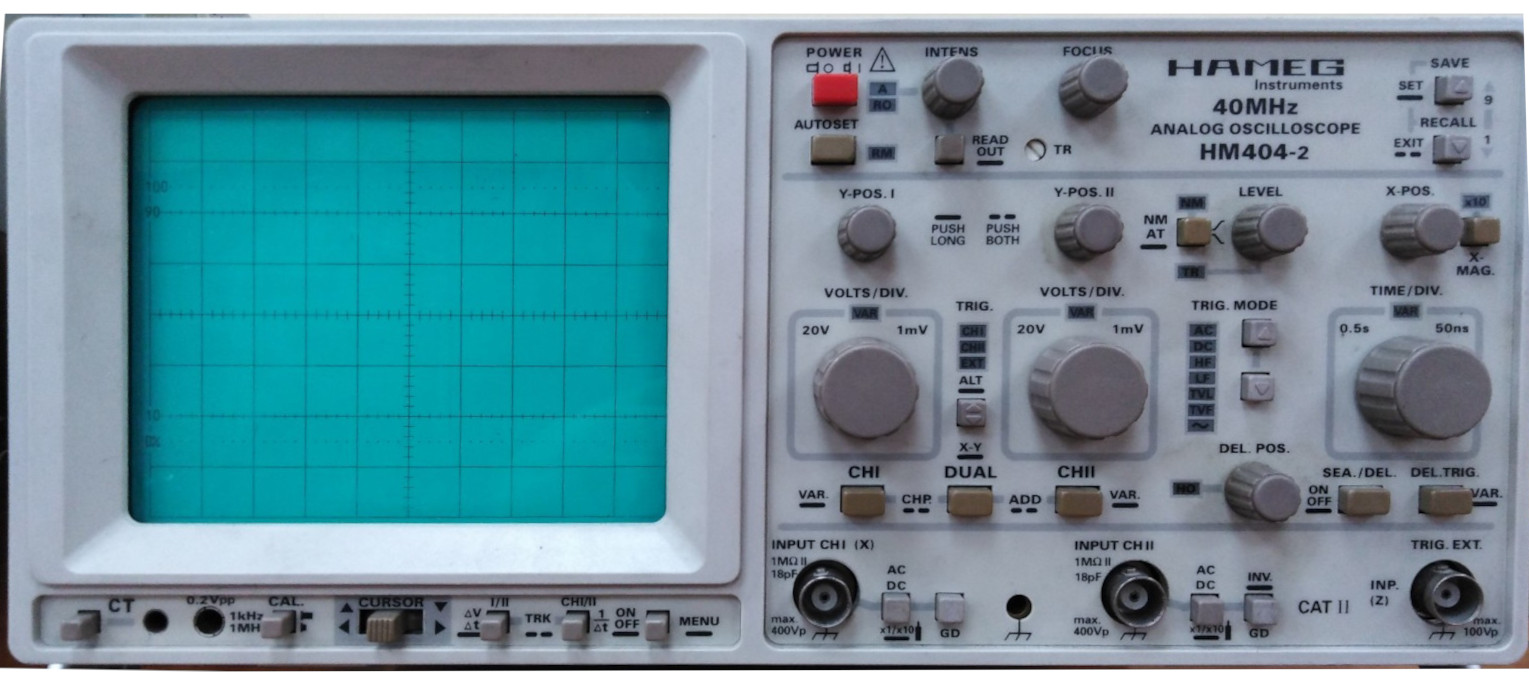 POWER
INTENS
FOCUS
HAMEG
Instruments
40MHz
ANALOG OSCILLOSCOPE
HM404-2
SAVE
SET
9
RECALL
EXIT
1
A
RO
AUTOSET
RM
READ
OUT
TR
100
90
10
Y-POS. I
PUSH
LONG
PUSH
BOTH
Y-POS. II
NM
AT
NM
LEVEL
TR
X-POS.
x10
X-
MAG.
VOLTS/DIV.
VAR
20V 1mV
TRIG.
CHI
CHII
EXT
ALT
X-Y
VOLTS/DIV.
VAR
20V 1mV
TRIG. MODE
AC
DC
HF
LF
TVL
TVF
~
TIME/DIV.
VAR
0.5s 50ns
DEL. POS.
NO
CHI
DUAL
CHII
VAR.
CHP.
ADD
VAR.
SEA./DEL.
ON
OFF
DEL.TRIG.
VAR.
INPUT CHI (X)
1MΩ II
18pF
max.
400Vp
AC
DC
x1/x10
GD
INPUT CHII
1MΩ II
18pF
max.
400Vp
AC
DC
x1/x10
INV.
GD
CAT II
TRIG. EXT.
INP.
(Z)
max.
100Vp
CT
0.2Vpp
1kHz
1MH
CAL.
CURSOR
ΔV
Δt
I/II
TRK
CHI/II
1
Δt
ON
OFF
MENU